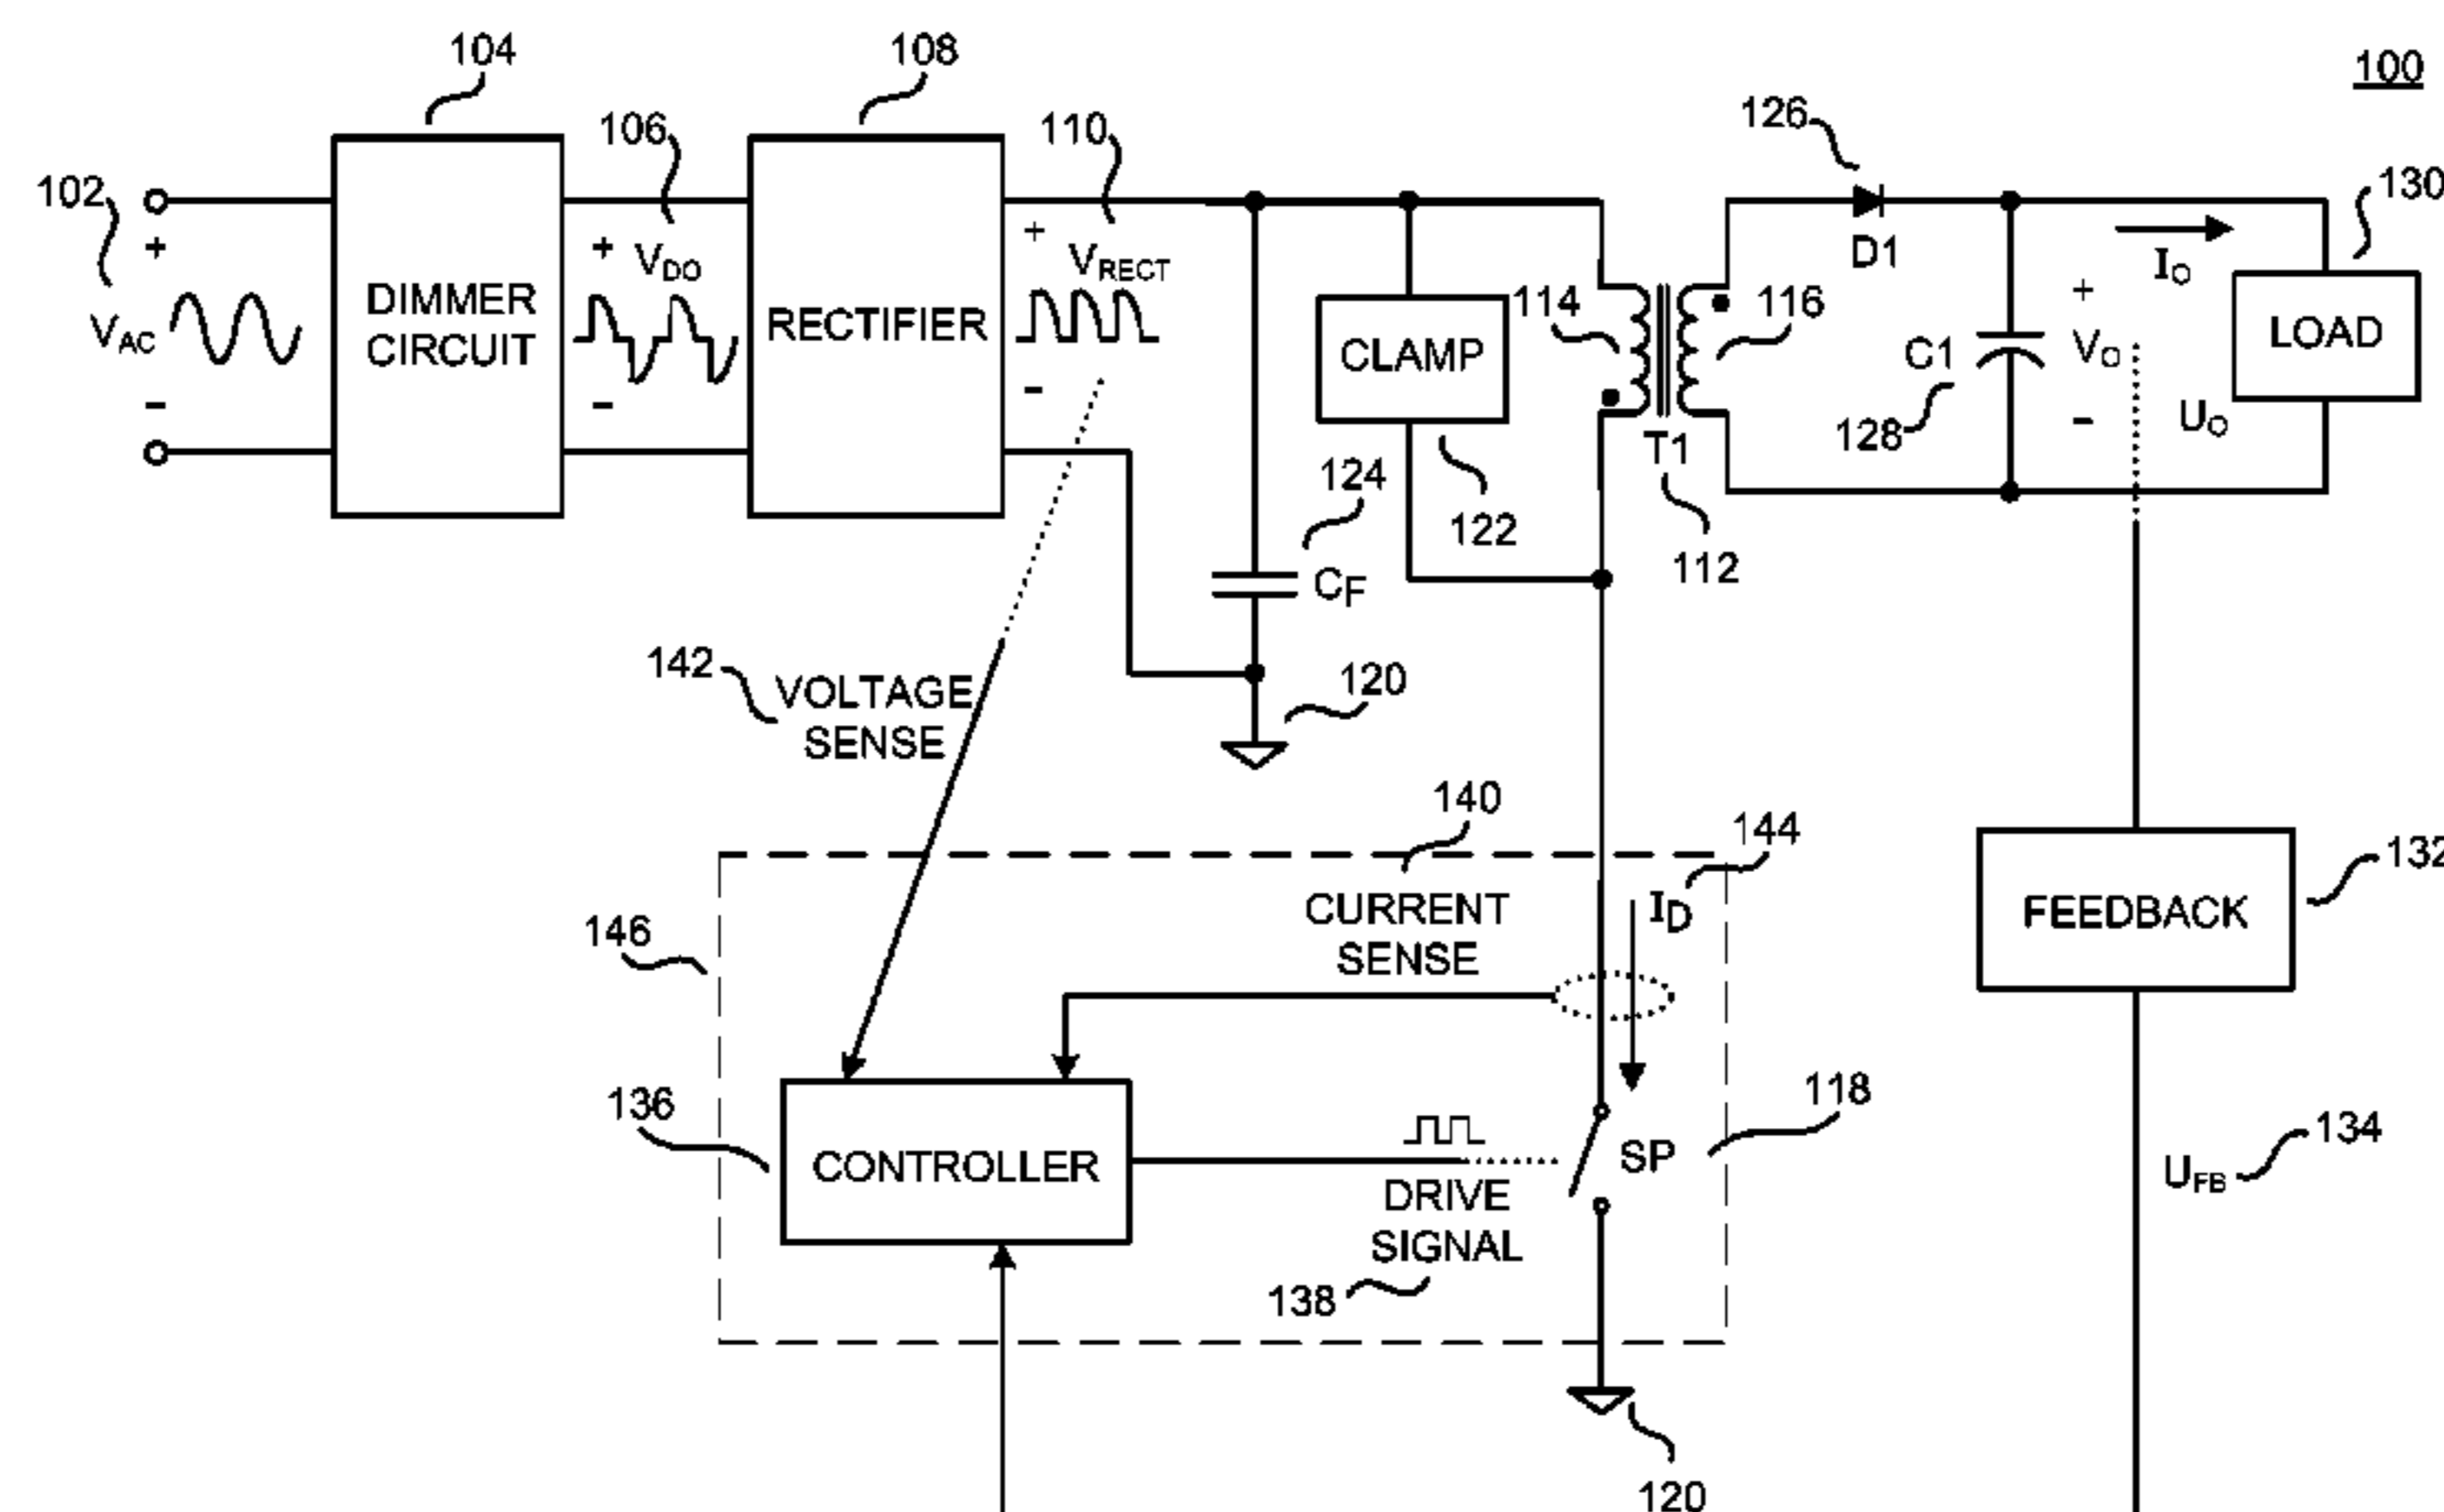 100
104
108
126
106
110
130
102
+
+
+
V_DO
V_RECT
D1
I_O
V_AC
DIMMER
CIRCUIT
RECTIFIER
114
116
CLAMP
C1
+
V_O
LOAD
-
-
-
-
U_O
128
T1
124
122
112
C_F
142
VOLTAGE
SENSE
120
140
144
CURRENT
SENSE
I_D
132
FEEDBACK
146
136
118
CONTROLLER
SP
134
U_FB
DRIVE
SIGNAL
138
120